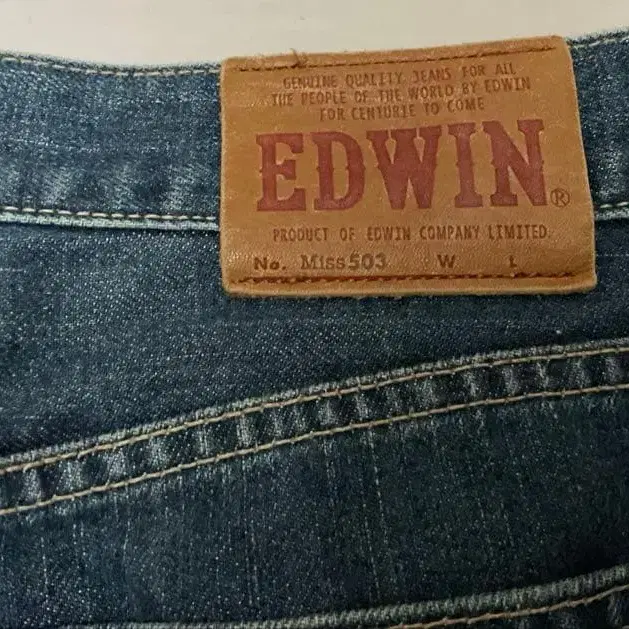 GENUINE QUALITY JEANS FOR ALL
THE PEOPLE OF THE WORLD BY EDWIN
FOR CENTURIE TO COME
EDWIN®
PRODUCT OF EDWIN COMPANY LIMITED.
No. Miss503 W L